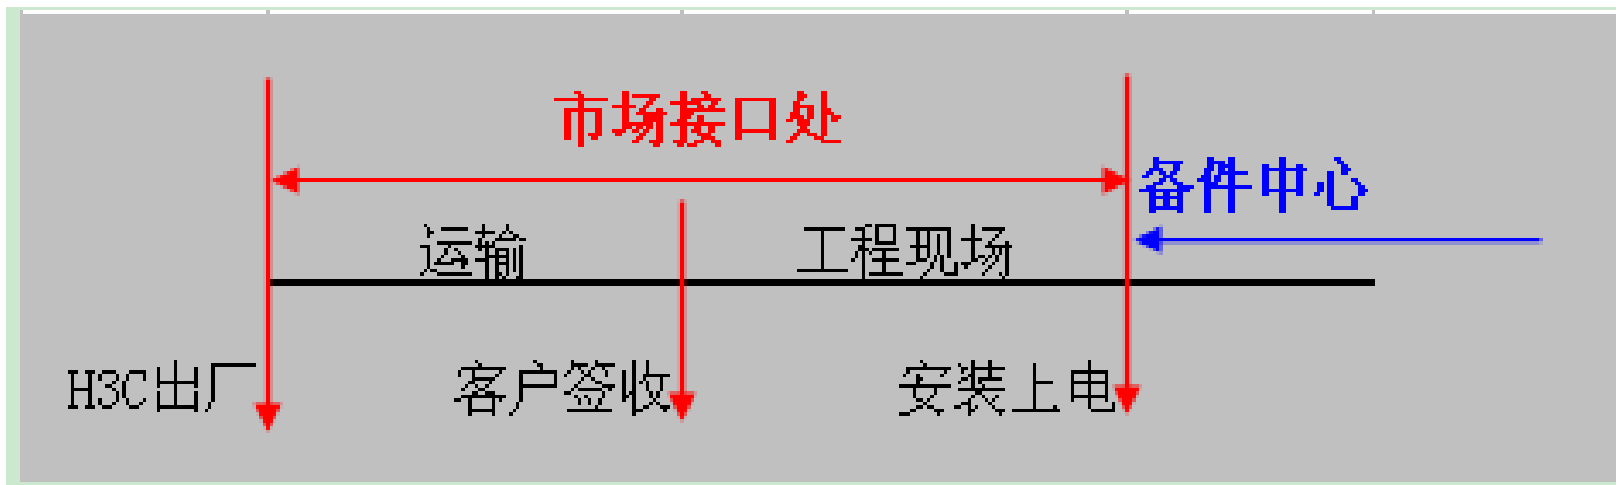 市场接口处
备件中心
运输
工程现场
H3C出厂
客户签收
安装上电